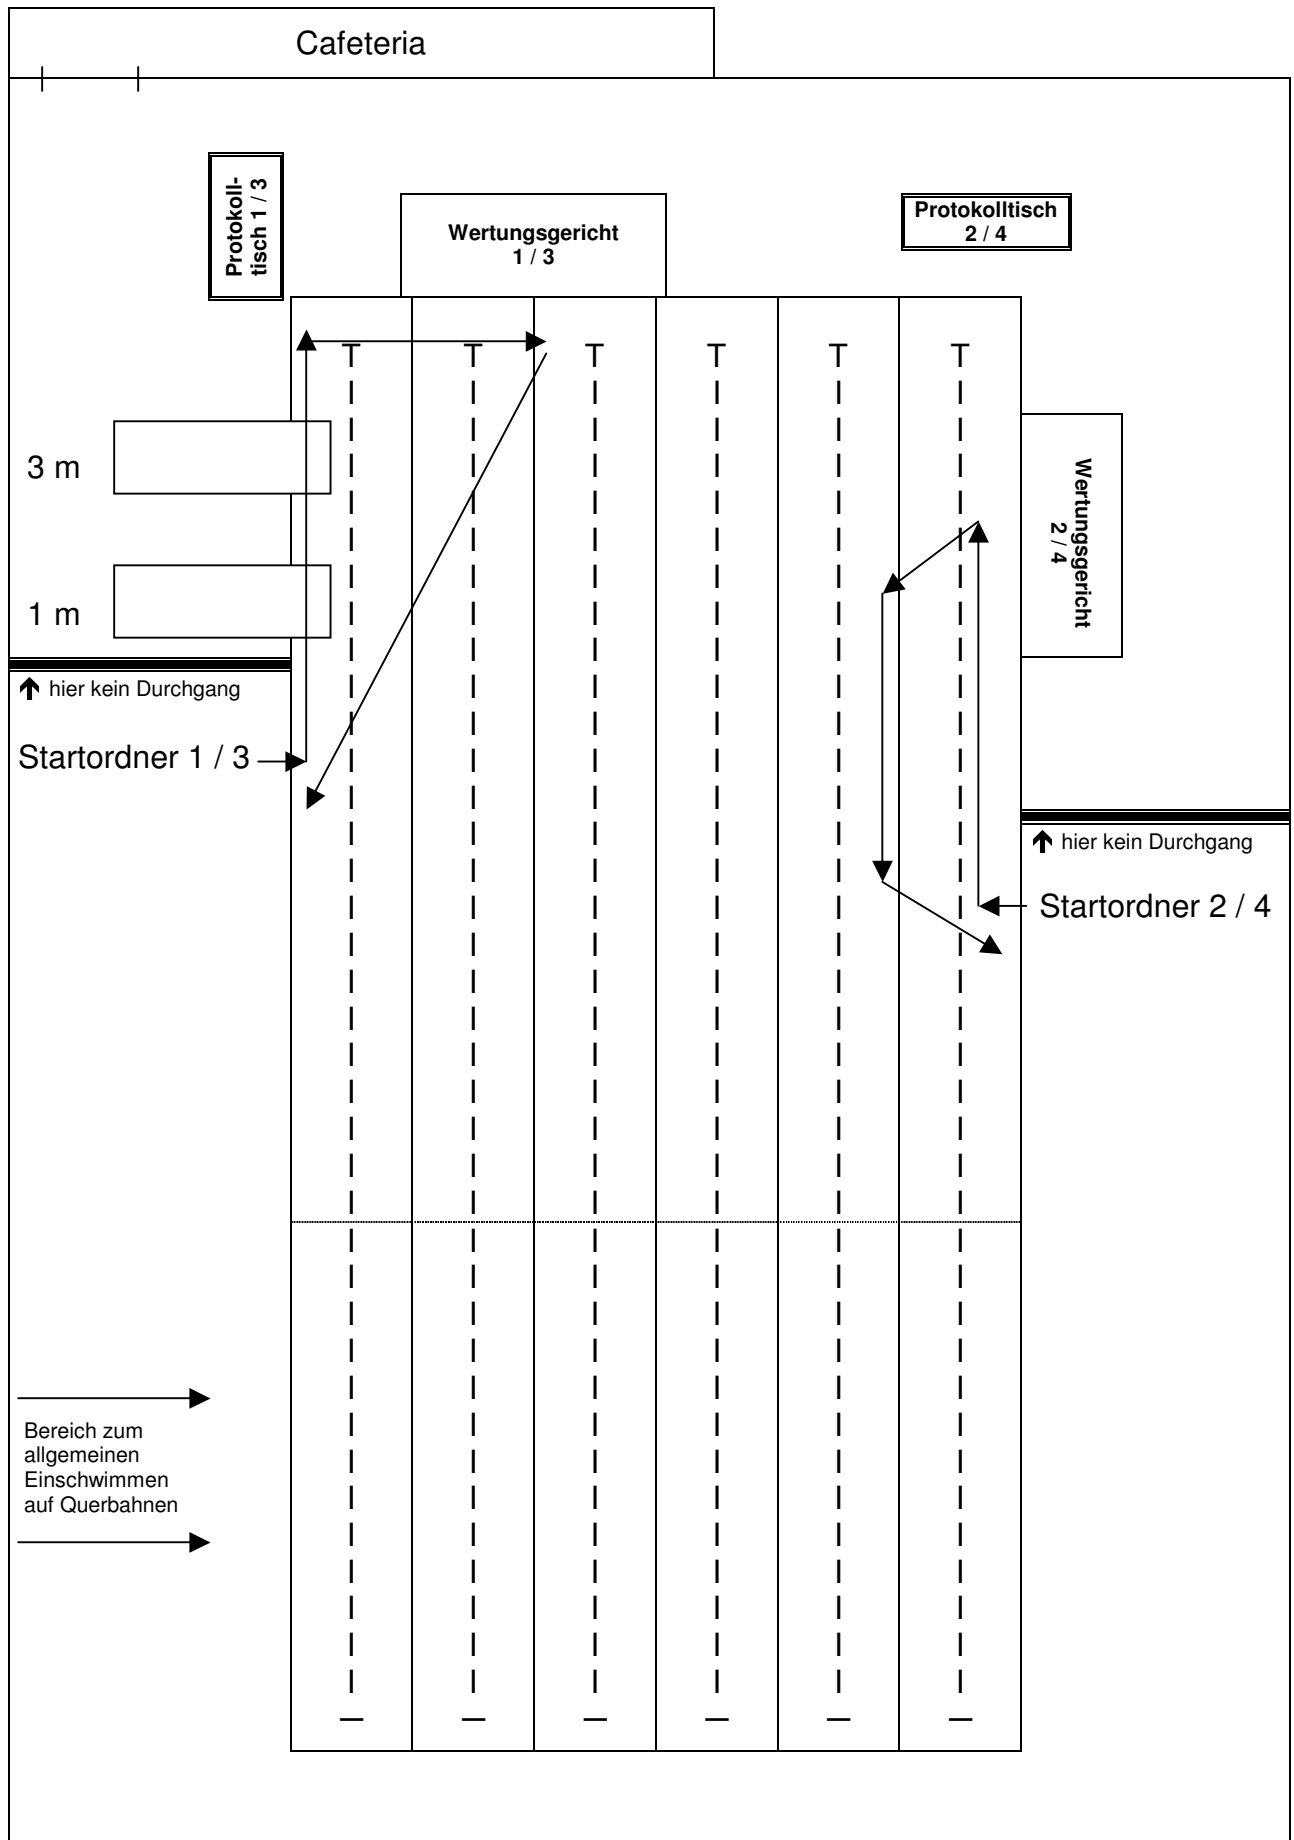 Cafeteria
Protokoll-
tisch 1 / 3
Wertungsgericht
1 / 3
Protokolltisch
2 / 4
3 m
1 m
Wertungsgericht
2 / 4
hier kein Durchgang
Startordner 1 / 3
hier kein Durchgang
Startordner 2 / 4
Bereich zum
allgemeinen
Einschwimmen
auf Querbahnen